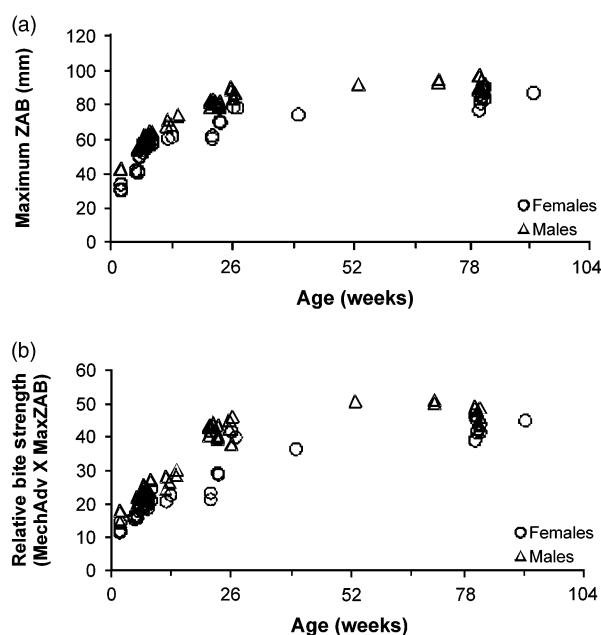 (a)
Maximum ZAB (mm)
120
100
80
60
40
20
0
0 26 52 78 104
Age (weeks)
Females
Males
(b)
Relative bite strength
(MechAdv X MaxZAB)
60
50
40
30
20
10
0
0 26 52 78 104
Age (weeks)
Females
Males